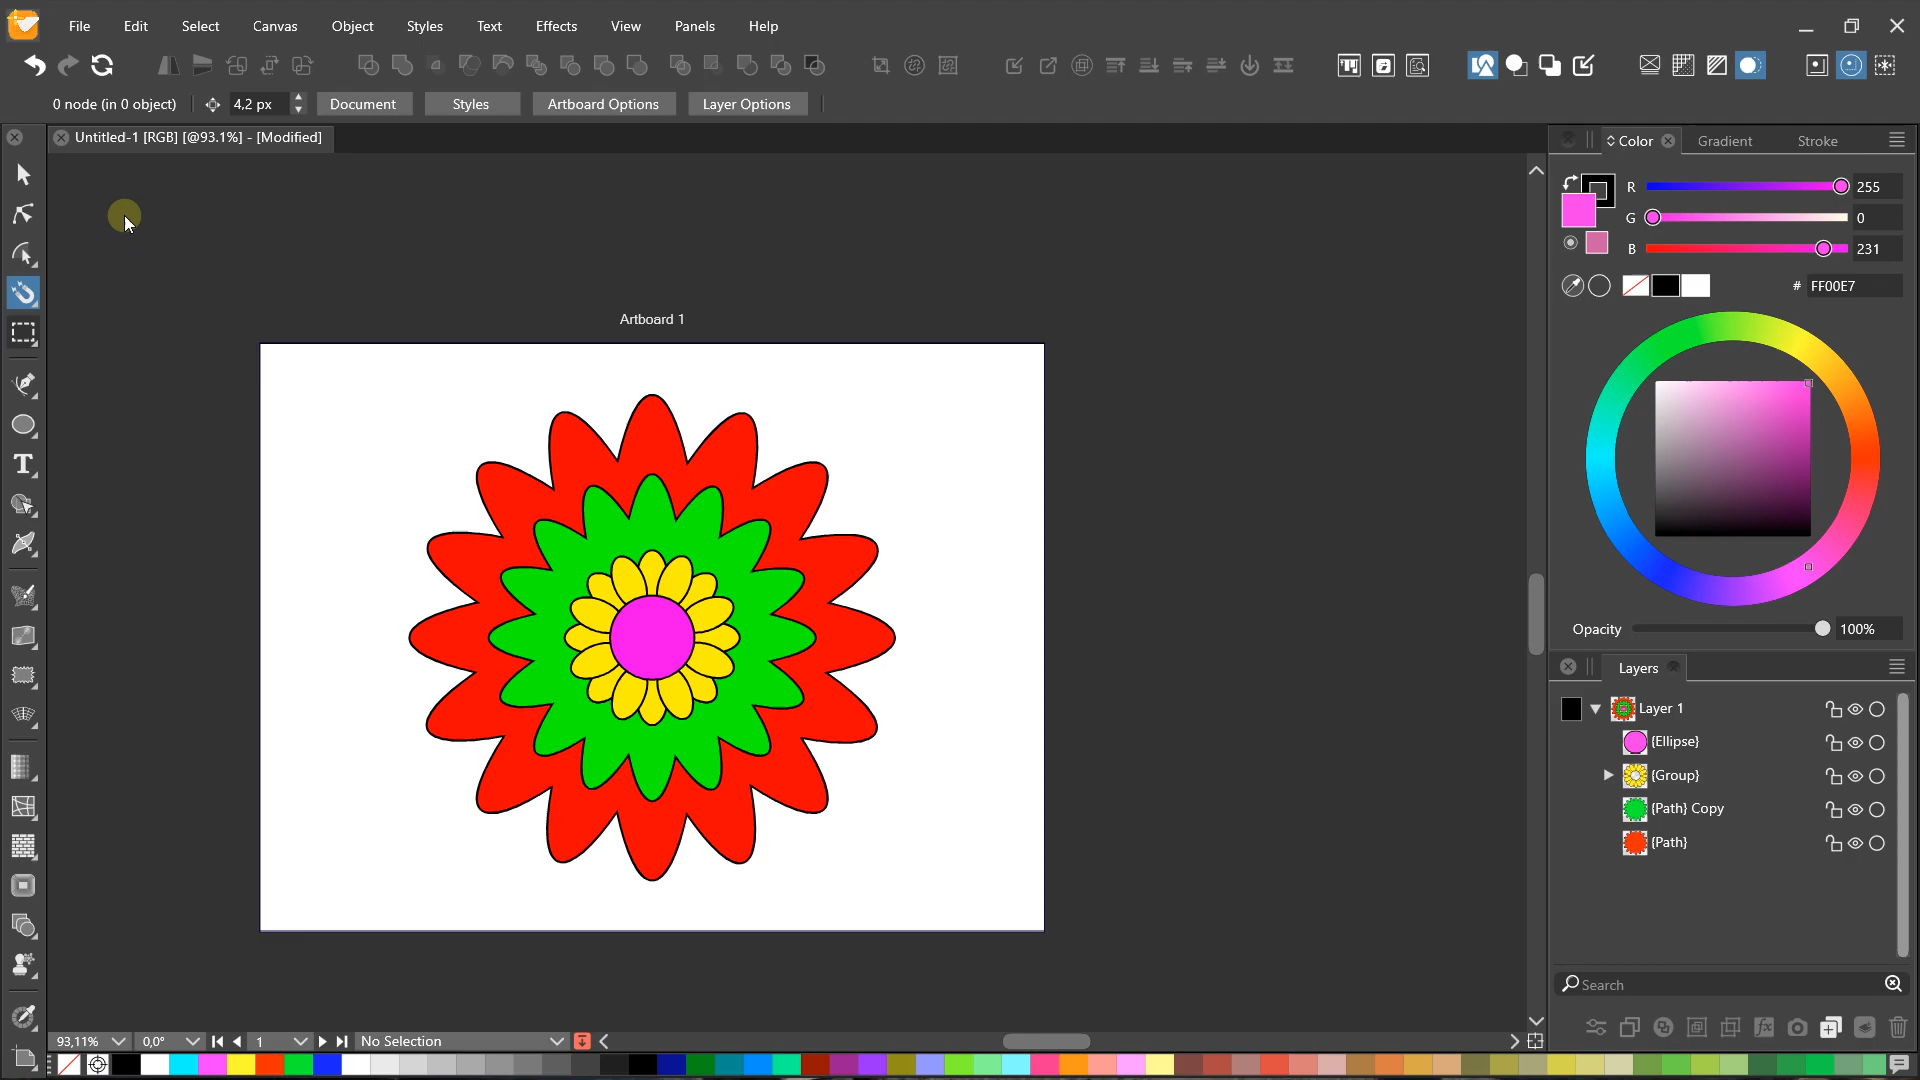 File Edit Select Canvas Object Styles Text Effects View Panels Help
0 node (in 0 object) 4,2 px Document Styles Artboard Options Layer Options
Untitled-1 [RGB] [@93.1%] - [Modified]
Color Gradient Stroke
R 255
G 0
B 231
# FF00E7
Artboard 1
Opacity 100%
Layers
Layer 1
{Ellipse}
{Group}
{Path} Copy
{Path}
Search
93,11% 0,0° 1 No Selection